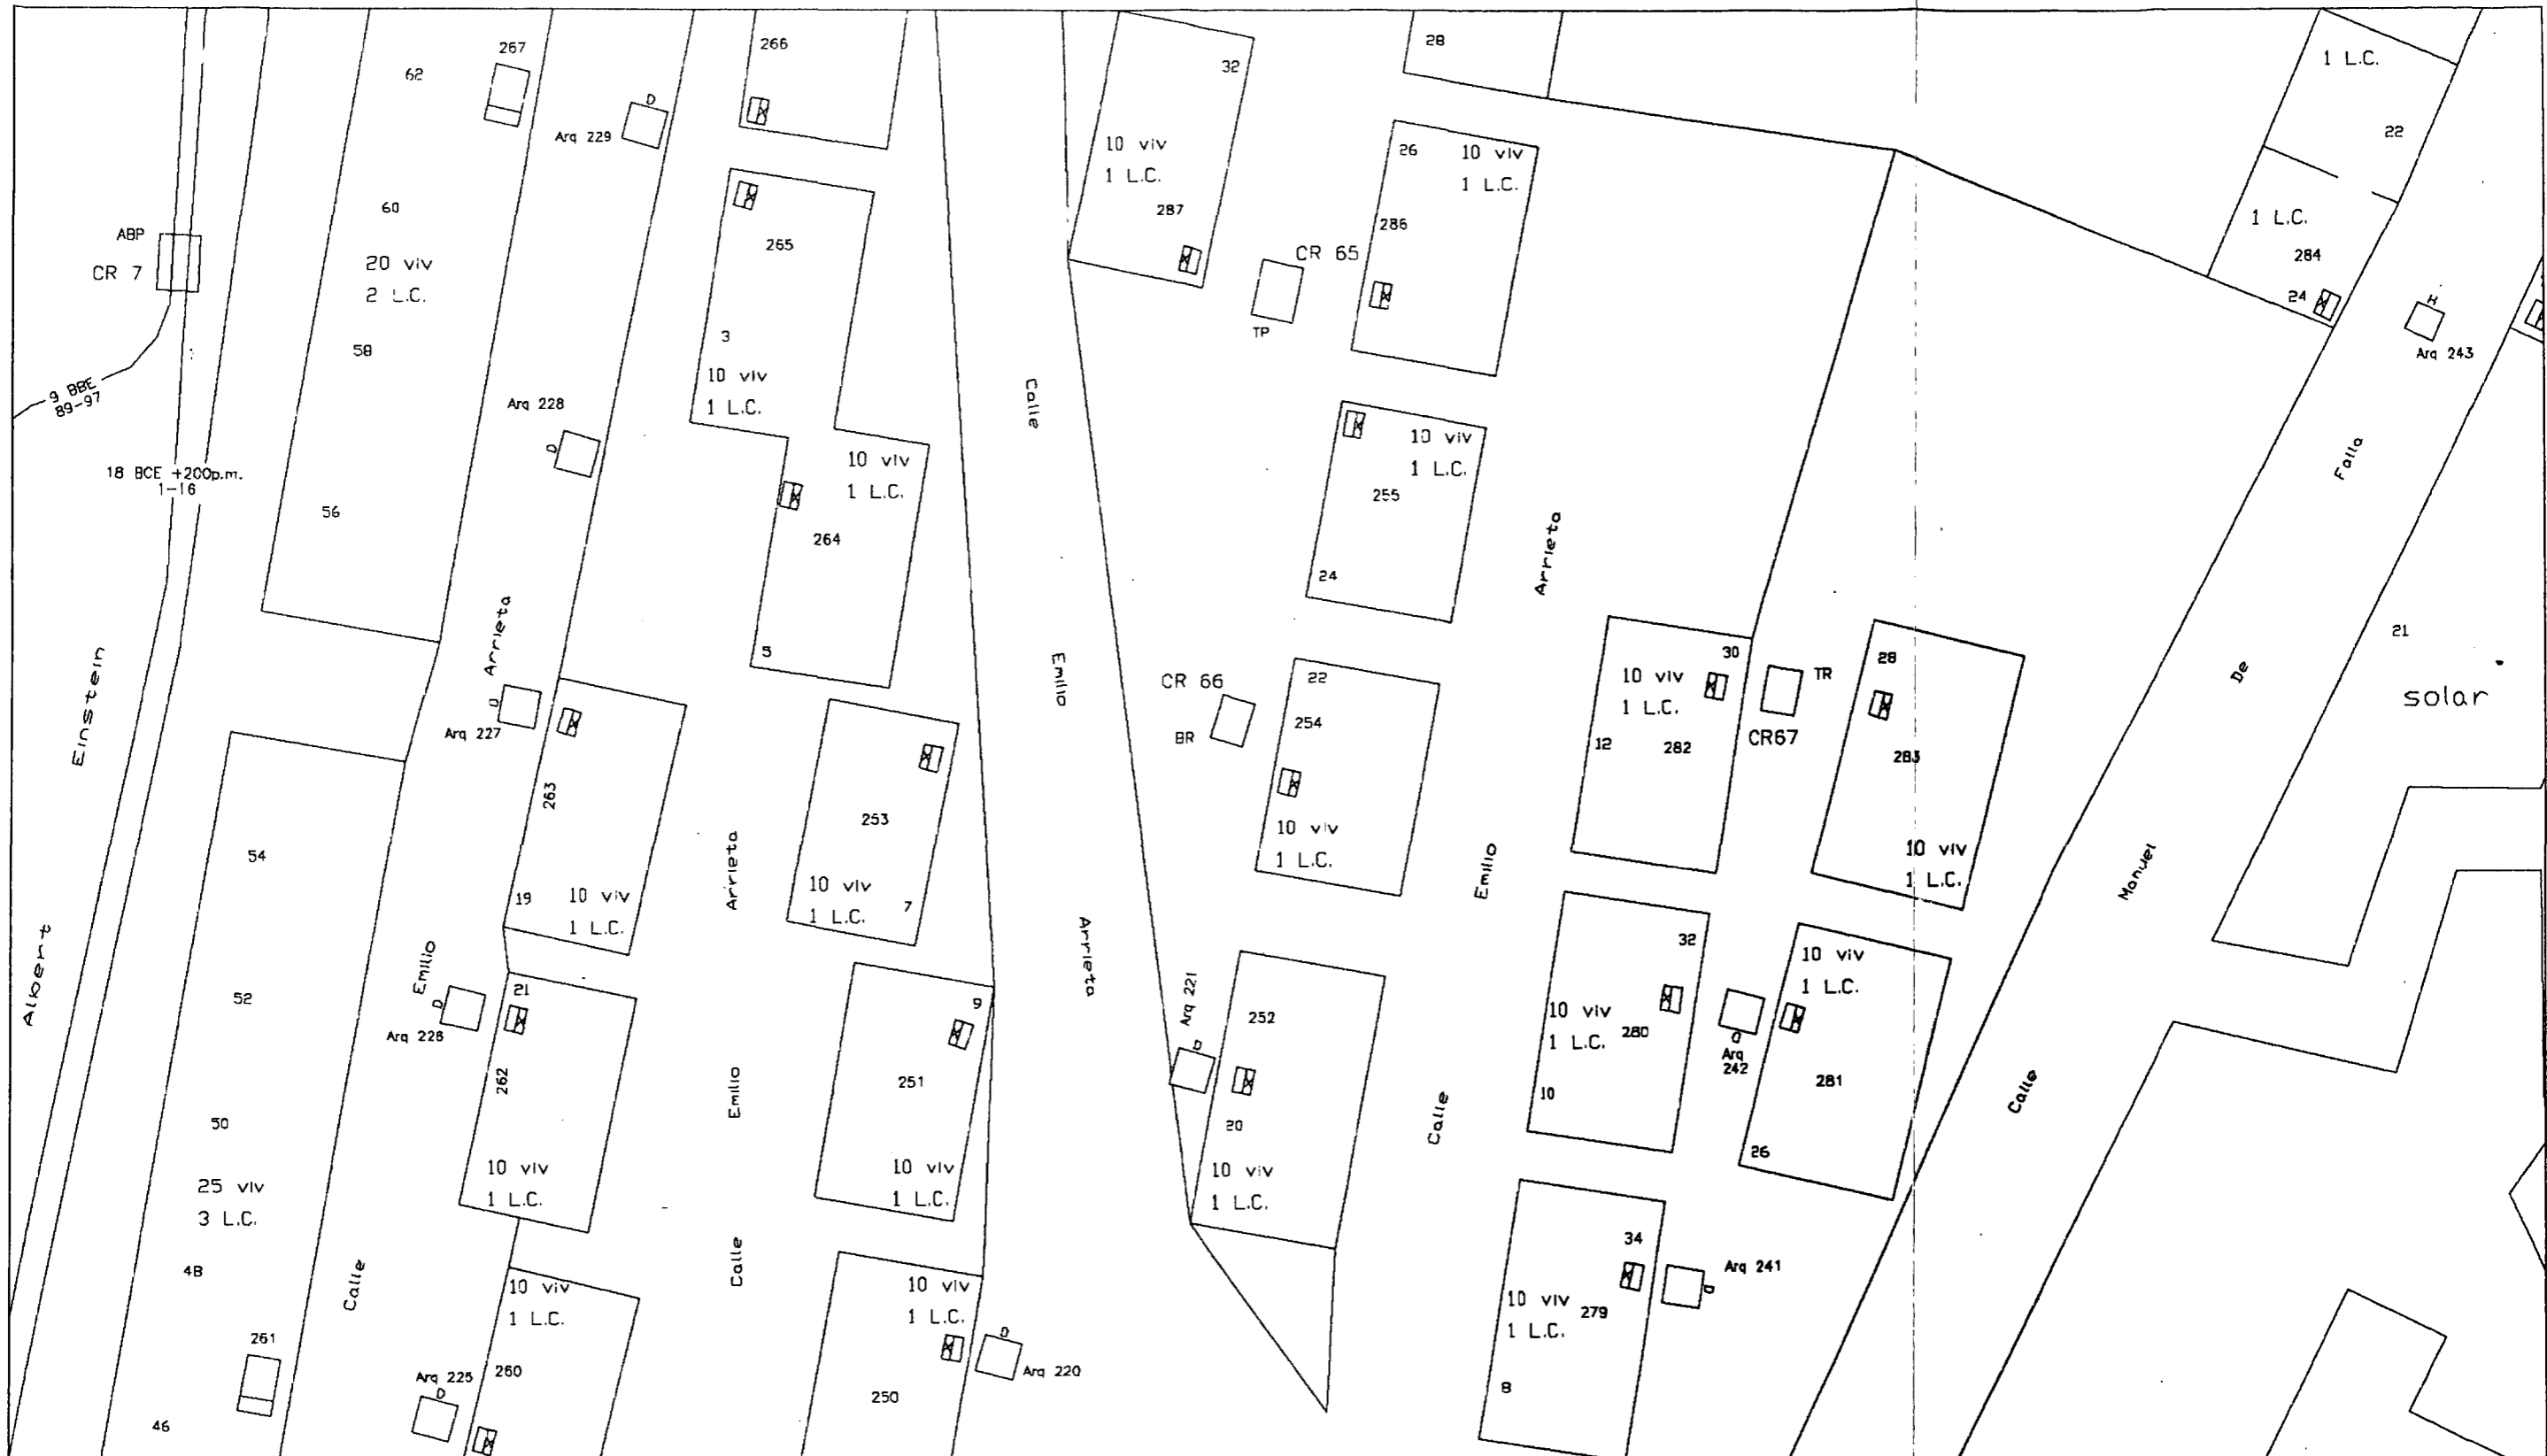 267
62
Arq 229
D
60
ABP
CR 7
20 viv
2 L.C.
58
9 BBE
89-97
Arq 228
D
18 BCE +200p.m.
1-16
56
Arrieta
D
Arq 227
Einstein
Albert
54
52
50
25 viv
3 L.C.
48
261
46
Emilio
D
Arq 226
Calle
Arq 225
D
266
265
3
10 viv
1 L.C.
10 viv
1 L.C.
264
5
263
19
10 viv
1 L.C.
21
262
10 viv
1 L.C.
10 viv
1 L.C.
260
Arrieta
Emilio
Calle
253
10 viv
1 L.C.
7
9
251
10 viv
1 L.C.
10 viv
1 L.C.
250
D
Arq 220
Calle
Emilio
Arrieta
32
10 viv
1 L.C.
287
CR 65
TP
28
26
10 viv
1 L.C.
286
10 viv
1 L.C.
255
24
CR 66
BR
22
254
10 viv
1 L.C.
Arq 221
D
252
20
10 viv
1 L.C.
Arrieta
Emilio
Calle
30
10 viv
1 L.C.
12
282
TR
CR67
28
283
10 viv
1 L.C.
32
10 viv
1 L.C.
280
10
D
Arq
242
10 viv
1 L.C.
281
26
34
10 viv
1 L.C.
279
8
Arq 241
D
1 L.C.
22
1 L.C.
284
24
H
Arq 243
Falla
De
Manuel
Calle
21
solar